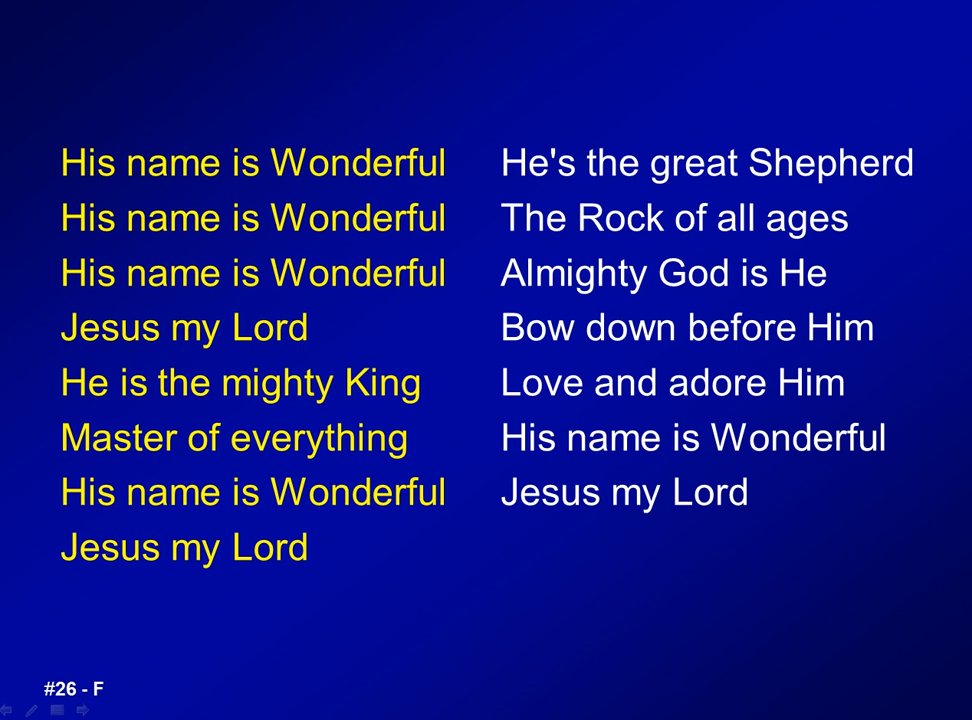 His name is Wonderful
His name is Wonderful
His name is Wonderful
Jesus my Lord
He is the mighty King
Master of everything
His name is Wonderful
Jesus my Lord
He's the great Shepherd
The Rock of all ages
Almighty God is He
Bow down before Him
Love and adore Him
His name is Wonderful
Jesus my Lord
#26 - F